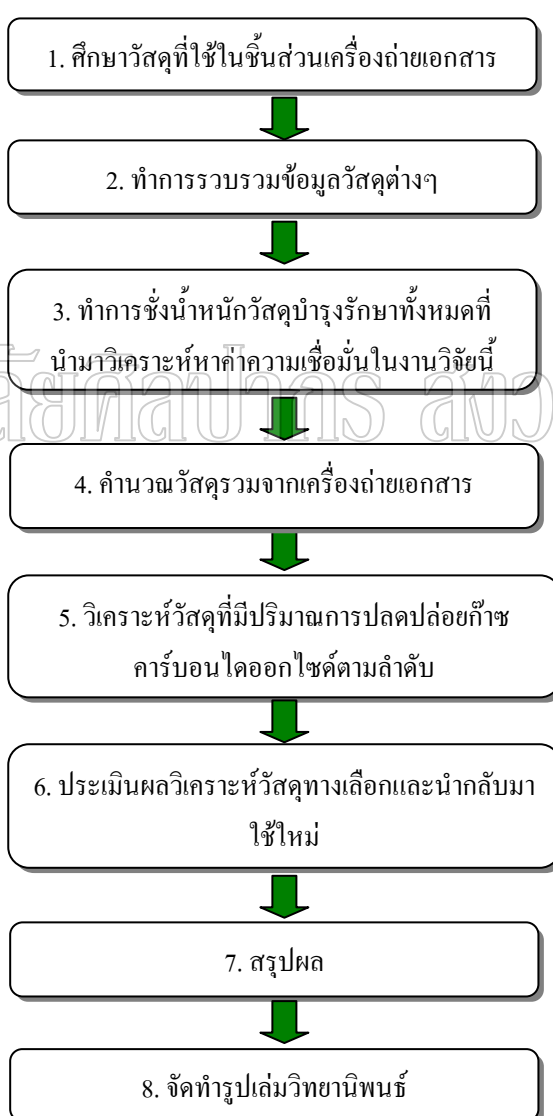 1. ศึกษาวัสดุที่ใช้ในชิ้นส่วนเครื่องถ่ายเอกสาร
2. ทำการรวบรวมข้อมูลวัสดุต่างๆ
3. ทำการชั่งน้ำหนักวัสดุบำรุงรักษาทั้งหมดที่
นำมาวิเคราะห์หาค่าความเชื่อมั่นในงานวิจัยนี้
4. คำนวณวัสดุรวมจากเครื่องถ่ายเอกสาร
5. วิเคราะห์วัสดุที่มีปริมาณการปลดปล่อยก๊าซ
คาร์บอนไดออกไซด์ตามลำดับ
6. ประเมินผลวิเคราะห์วัสดุทางเลือกและนำกลับมา
ใช้ใหม่
7. สรุปผล
8. จัดทำรูปเล่มวิทยานิพนธ์